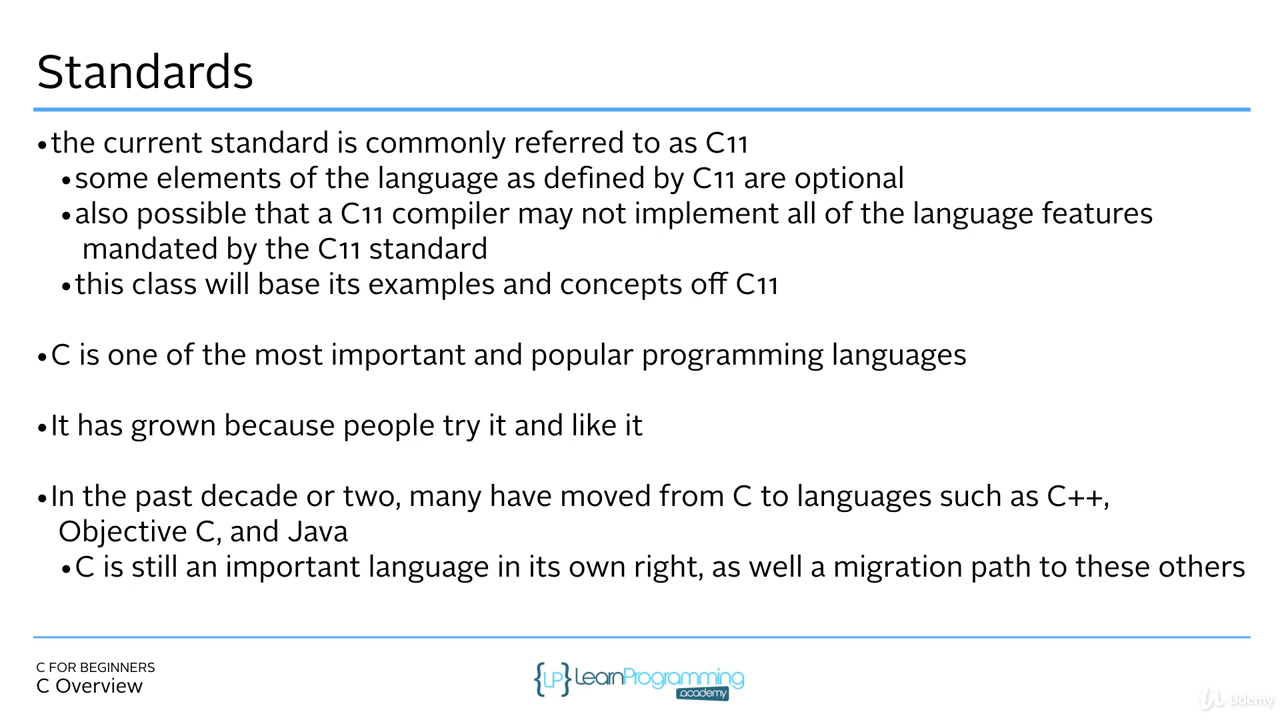 Standards
•the current standard is commonly referred to as C11
•some elements of the language as defined by C11 are optional
•also possible that a C11 compiler may not implement all of the language features
mandated by the C11 standard
•this class will base its examples and concepts off C11
•C is one of the most important and popular programming languages
•It has grown because people try it and like it
•In the past decade or two, many have moved from C to languages such as C++,
Objective C, and Java
•C is still an important language in its own right, as well a migration path to these others
C FOR BEGINNERS
C Overview
{LP} LearnProgramming
.academy
Udemy